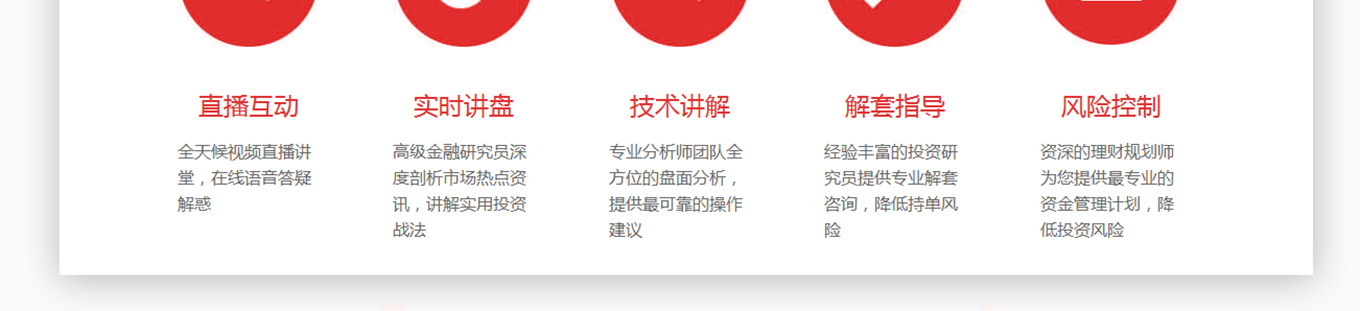 直播互动
全天候视频直播讲
堂，在线语音答疑
解惑
实时讲盘
高级金融研究员深
度剖析市场热点资
讯，讲解实用投资
战法
技术讲解
专业分析师团队全
方位的盘面分析，
提供最可靠的操作
建议
解套指导
经验丰富的投资研
究员提供专业解套
咨询，降低持单风
险
风险控制
资深的理财规划师
为您提供最专业的
资金管理计划，降
低投资风险